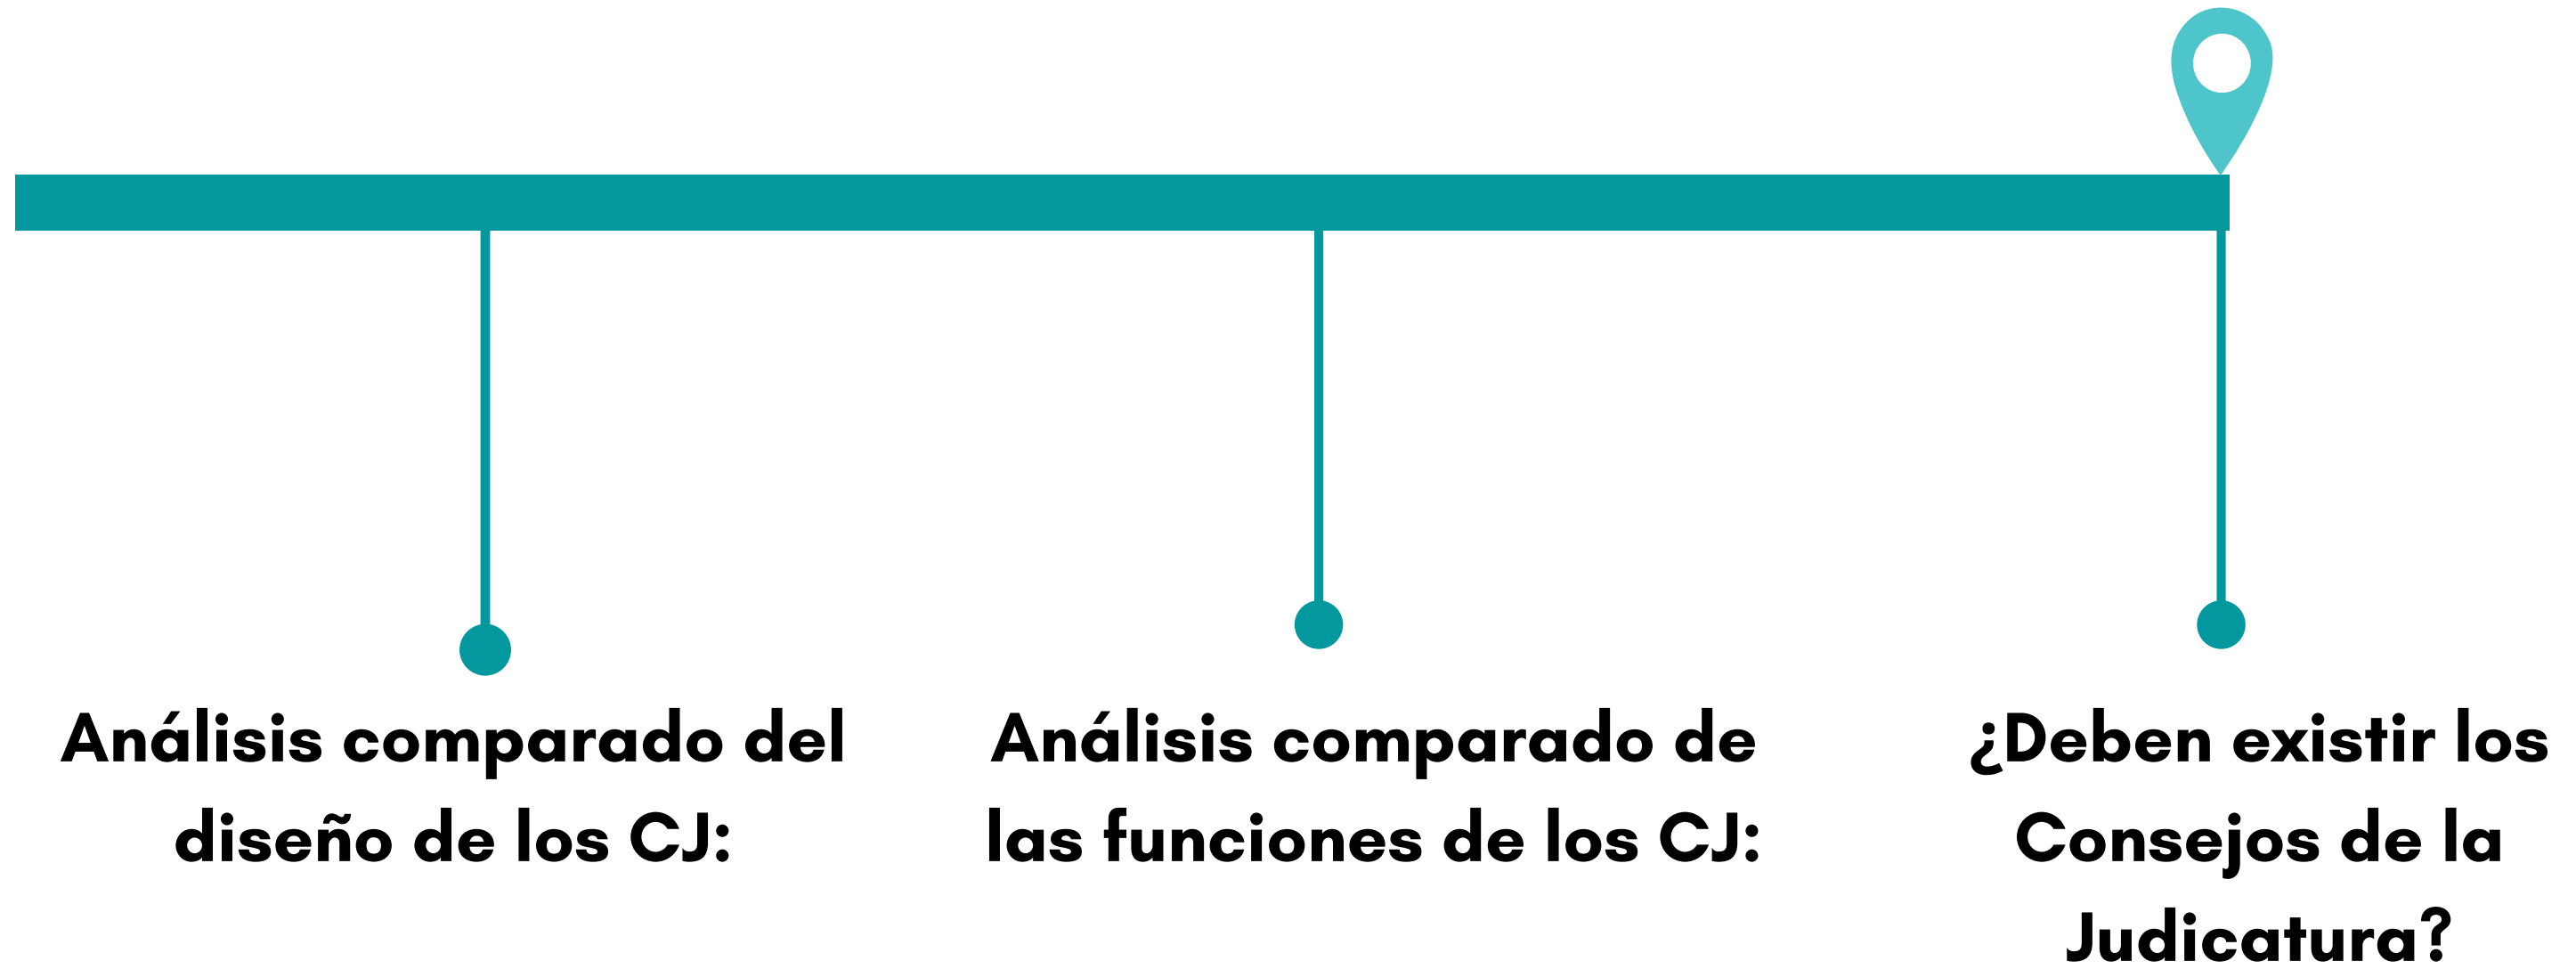 Análisis comparado del
diseño de los CJ:
Análisis comparado de
las funciones de los CJ:
¿Deben existir los
Consejos de la
Judicatura?